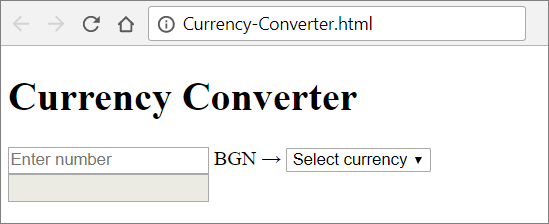 Currency-Converter.html
Currency Converter
Enter number BGN → Select currency ▼